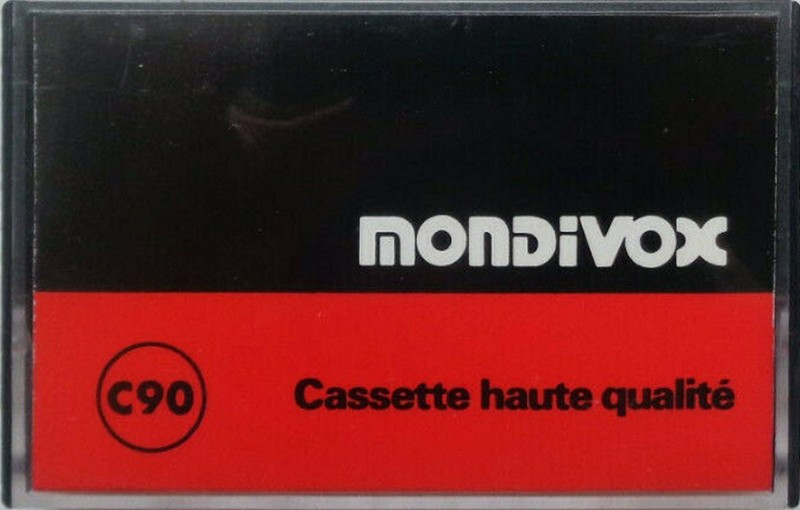 MONDiVOX
C90
Cassette haute qualité